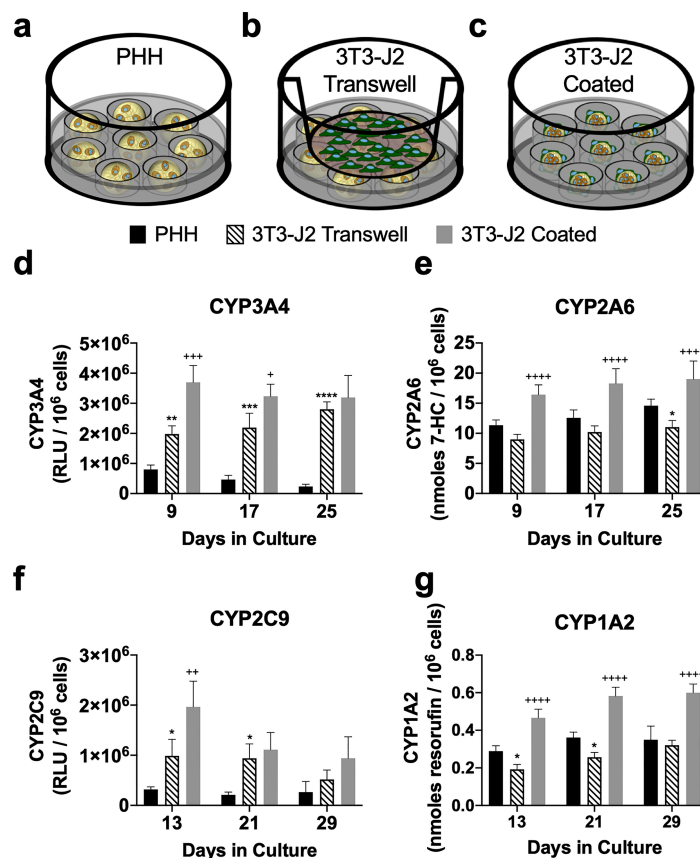 a
b
c
PHH
3T3-J2
Transwell
3T3-J2
Coated
PHH
3T3-J2 Transwell
3T3-J2 Coated
d
CYP3A4
CYP3A4
(RLU / 10⁶ cells)
5×10⁶
4×10⁶
3×10⁶
2×10⁶
1×10⁶
0
**
+++
***
+
****
9
17
25
Days in Culture
e
CYP2A6
CYP2A6
(nmoles 7-HC / 10⁶ cells)
25
20
15
10
5
0
++++
++++
*
+++
9
17
25
Days in Culture
f
CYP2C9
CYP2C9
(RLU / 10⁶ cells)
3×10⁶
2×10⁶
1×10⁶
0
*
++
*
13
21
29
Days in Culture
g
CYP1A2
CYP1A2
(nmoles resorufin / 10⁶ cells)
0.8
0.6
0.4
0.2
0.0
*
++++
*
++++
++++
13
21
29
Days in Culture